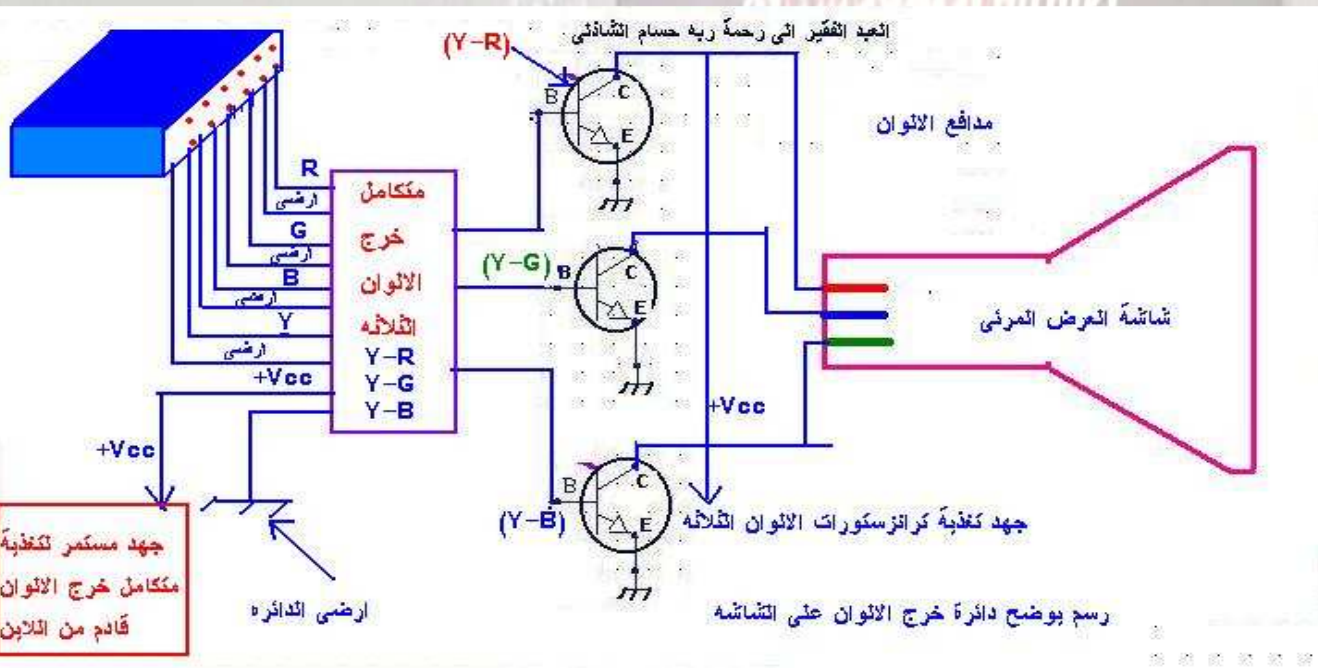 العبد الفقير الى رحمة ربه حسام الشاذلى
(Y-R)
B
C
E
مدافع الالوان
R
ارضى
G
ارضى
B
ارضى
Y
ارضى
+Vcc
متكامل
خرج
الالوان
الثلاثه
Y-R
Y-G
Y-B
(Y-G)
B
C
E
شاشة العرض المرئى
+Vcc
+Vcc
(Y-B)
B
C
E
جهد تغذية ترانزستورات الالوان الثلاثه
جهد مستمر لتغذية
متكامل خرج الالوان
قادم من اللاين
ارضى الدائره
رسم يوضح دائرة خرج الالوان على الشاشه